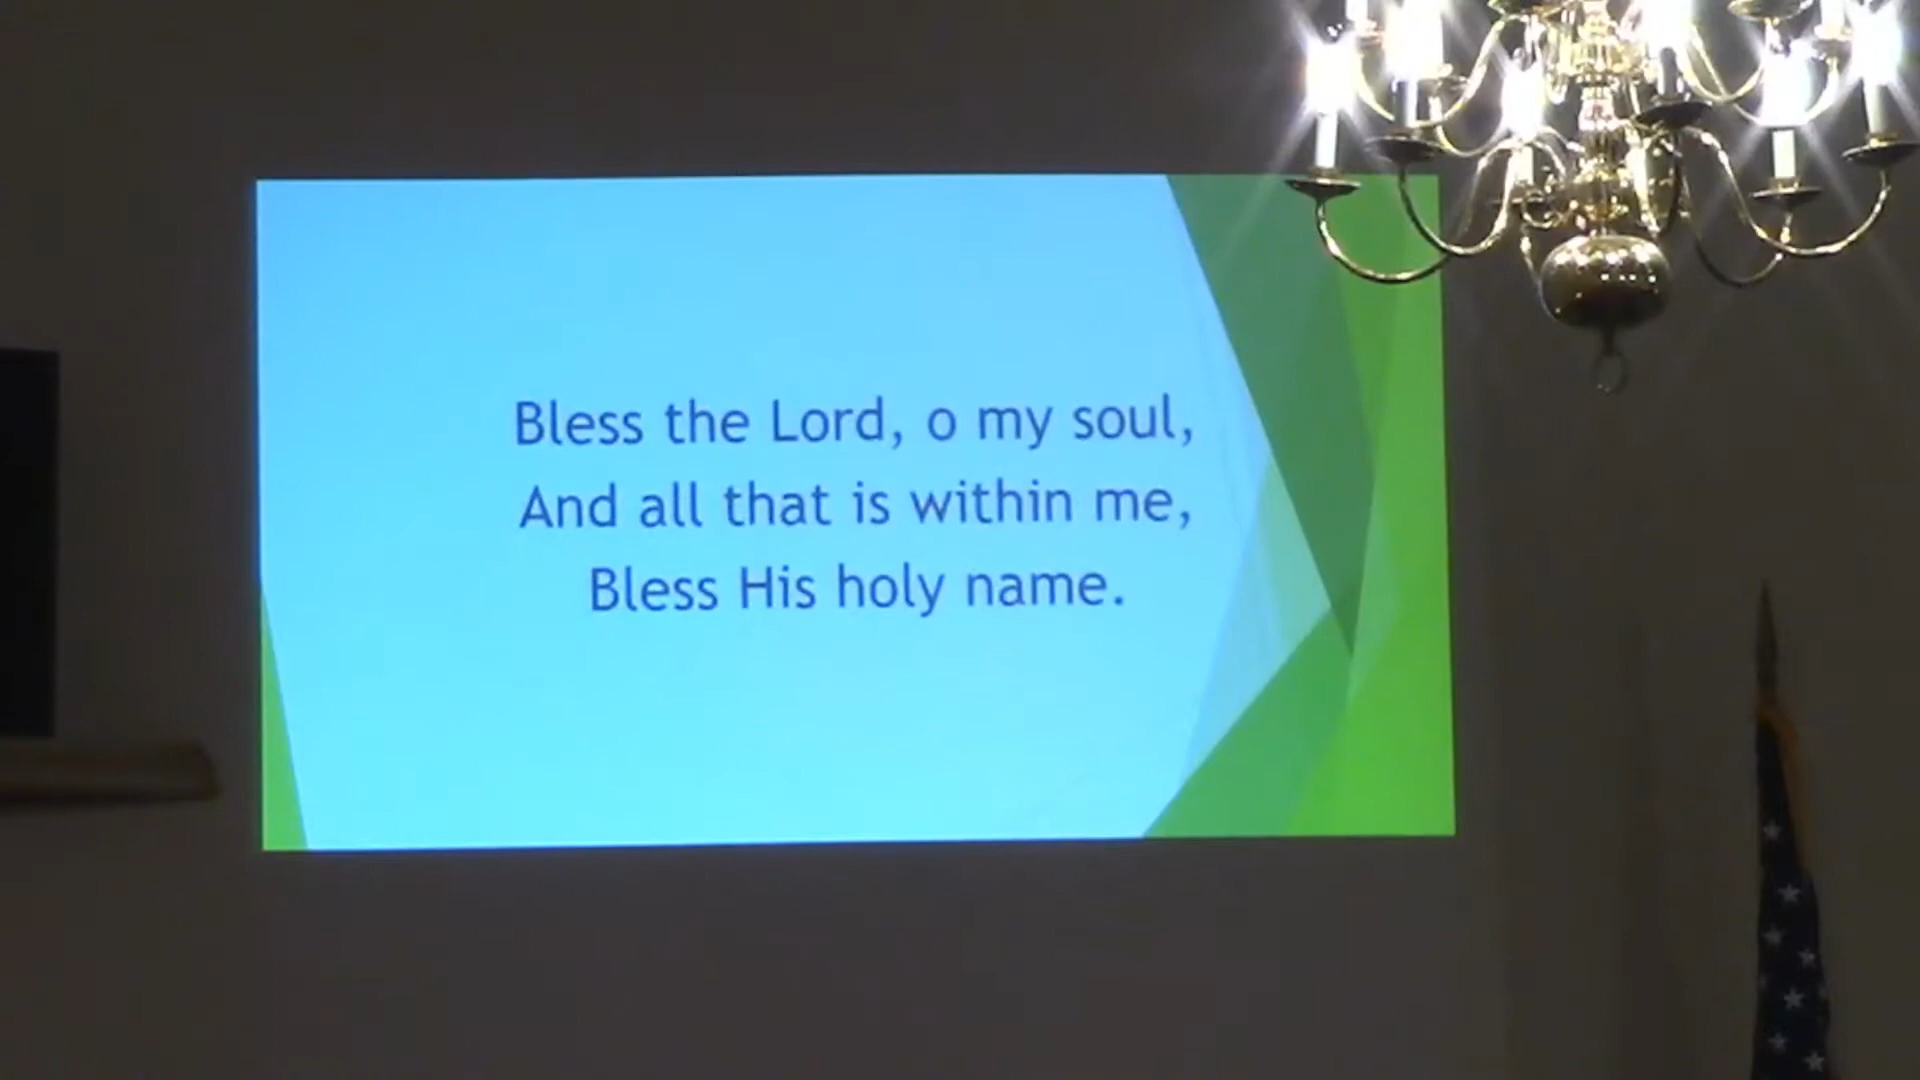 Bless the Lord, o my soul,
And all that is within me,
Bless His holy name.